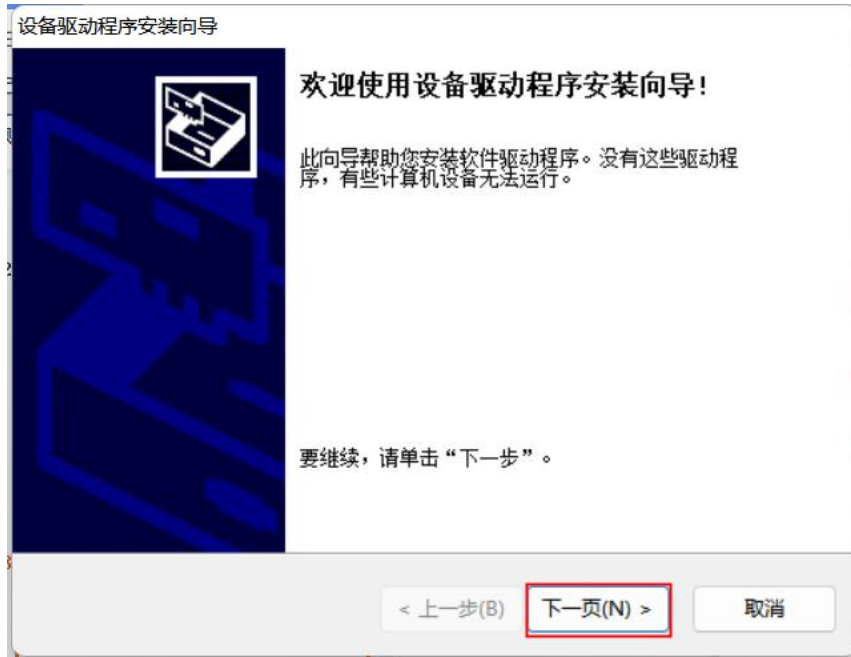 设备驱动程序安装向导
欢迎使用设备驱动程序安装向导!
此向导帮助您安装软件驱动程序。没有这些驱动程
序，有些计算机设备无法运行。
要继续，请单击“下一步”。
< 上一步(B)  下一页(N) >  取消